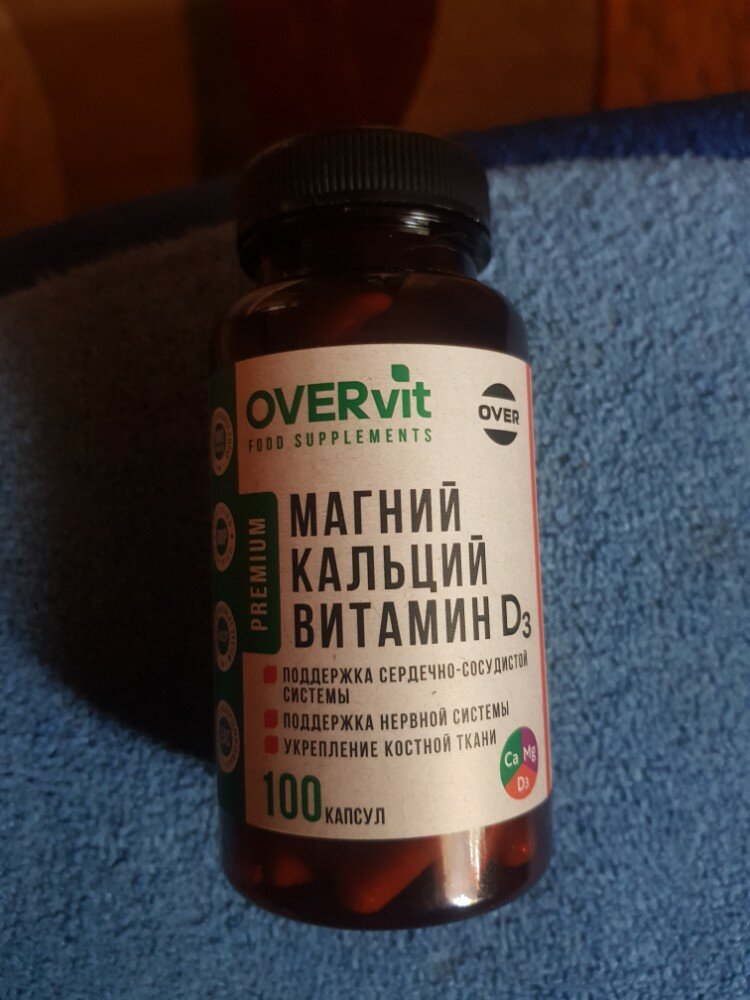 OVERvit
FOOD SUPPLEMENTS
OVER
PREMIUM
МАГНИЙ
КАЛЬЦИЙ
ВИТАМИН D3
ПОДДЕРЖКА СЕРДЕЧНО-СОСУДИСТОЙ
СИСТЕМЫ
ПОДДЕРЖКА НЕРВНОЙ СИСТЕМЫ
УКРЕПЛЕНИЕ КОСТНОЙ ТКАНИ
Ca Mg
D3
100 КАПСУЛ